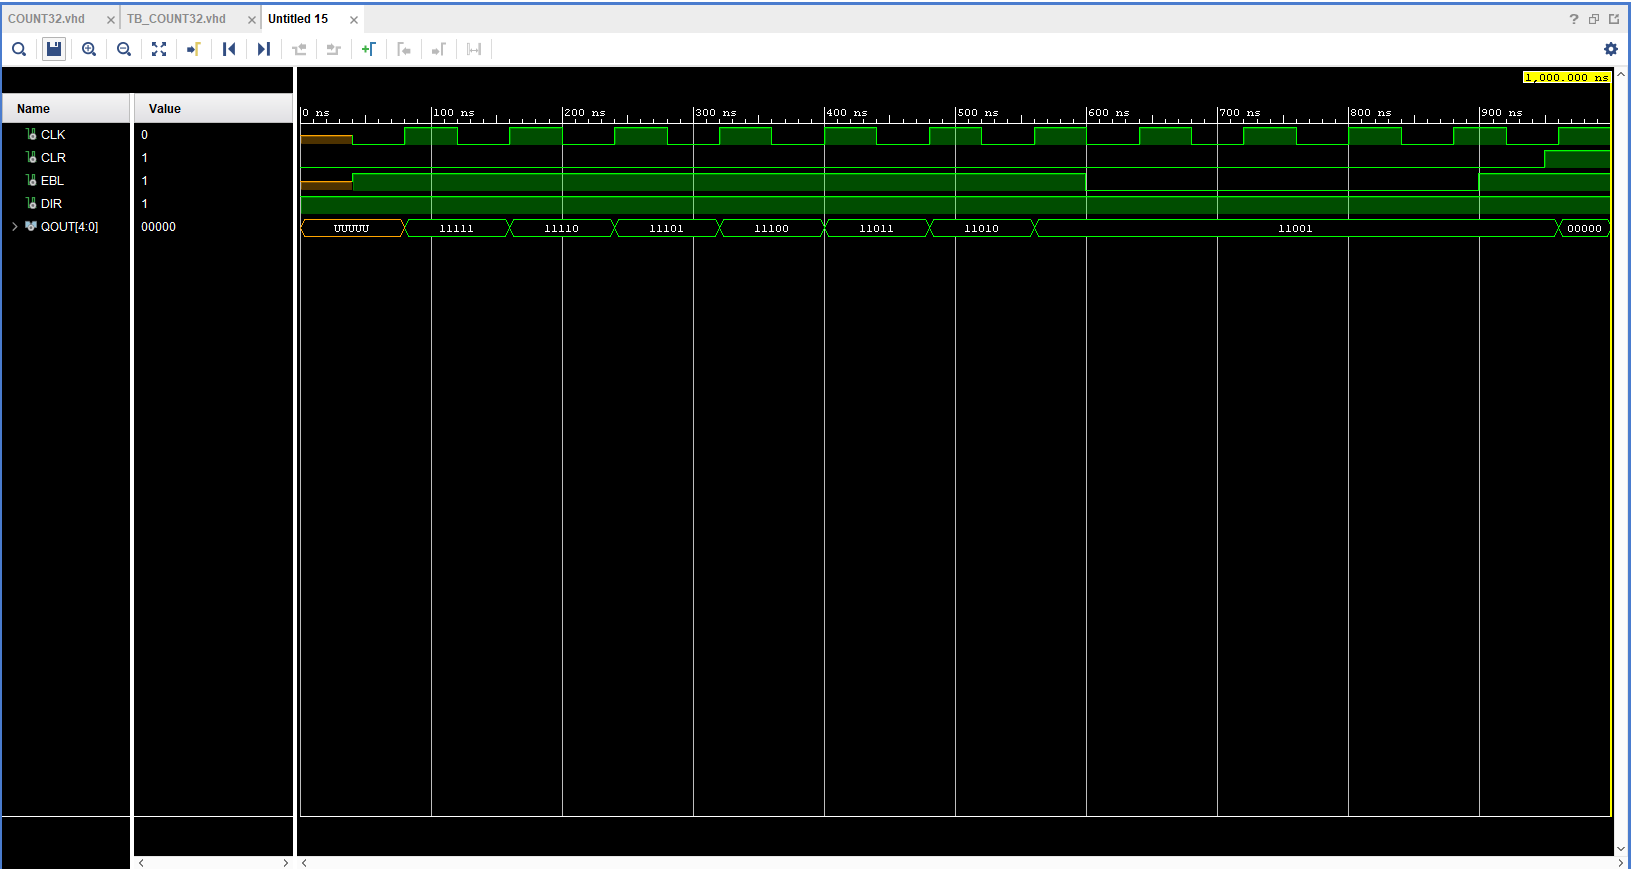 COUNT32.vhd × TB_COUNT32.vhd × Untitled 15 ×
?
1,000.000 ns
Name Value
0 ns 100 ns 200 ns 300 ns 400 ns 500 ns 600 ns 700 ns 800 ns 900 ns
CLK 0
CLR 1
EBL 1
DIR 1
QOUT[4:0] 00000 UUUUU 11111 11110 11101 11100 11011 11010 11001 00000